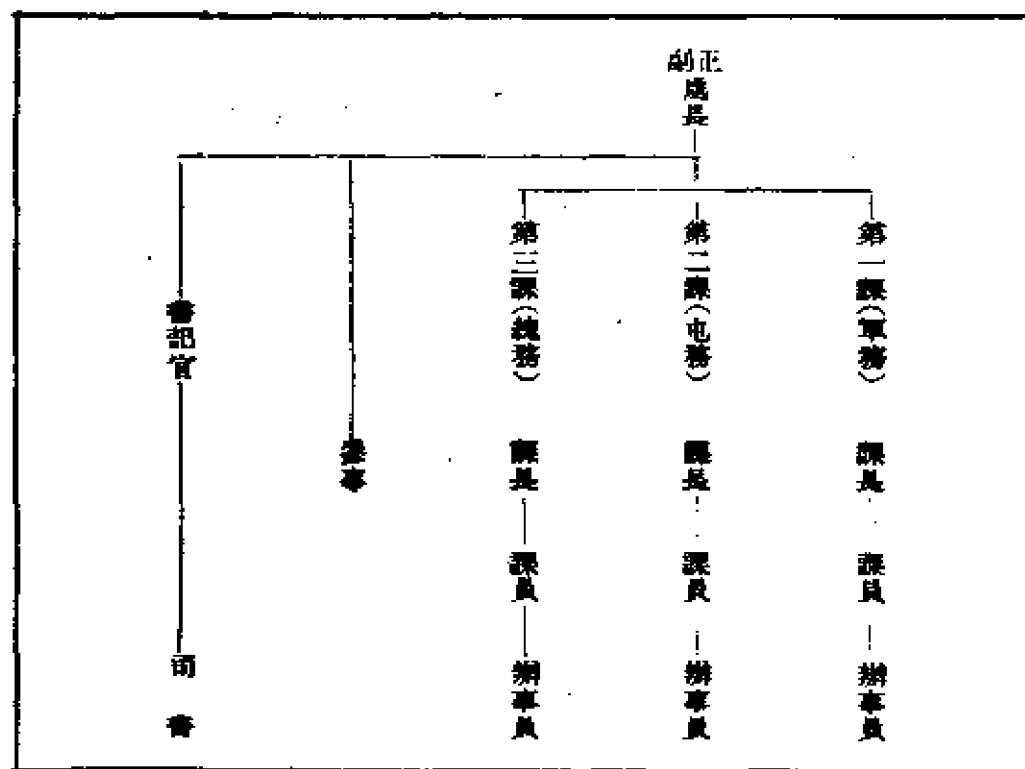 正副處長
第一課（軍務）
課長
課員
辦事員
第二課（屯務）
課長
課員
辦事員
第三課（總務）
課長
課員
辦事員
書記官
司書